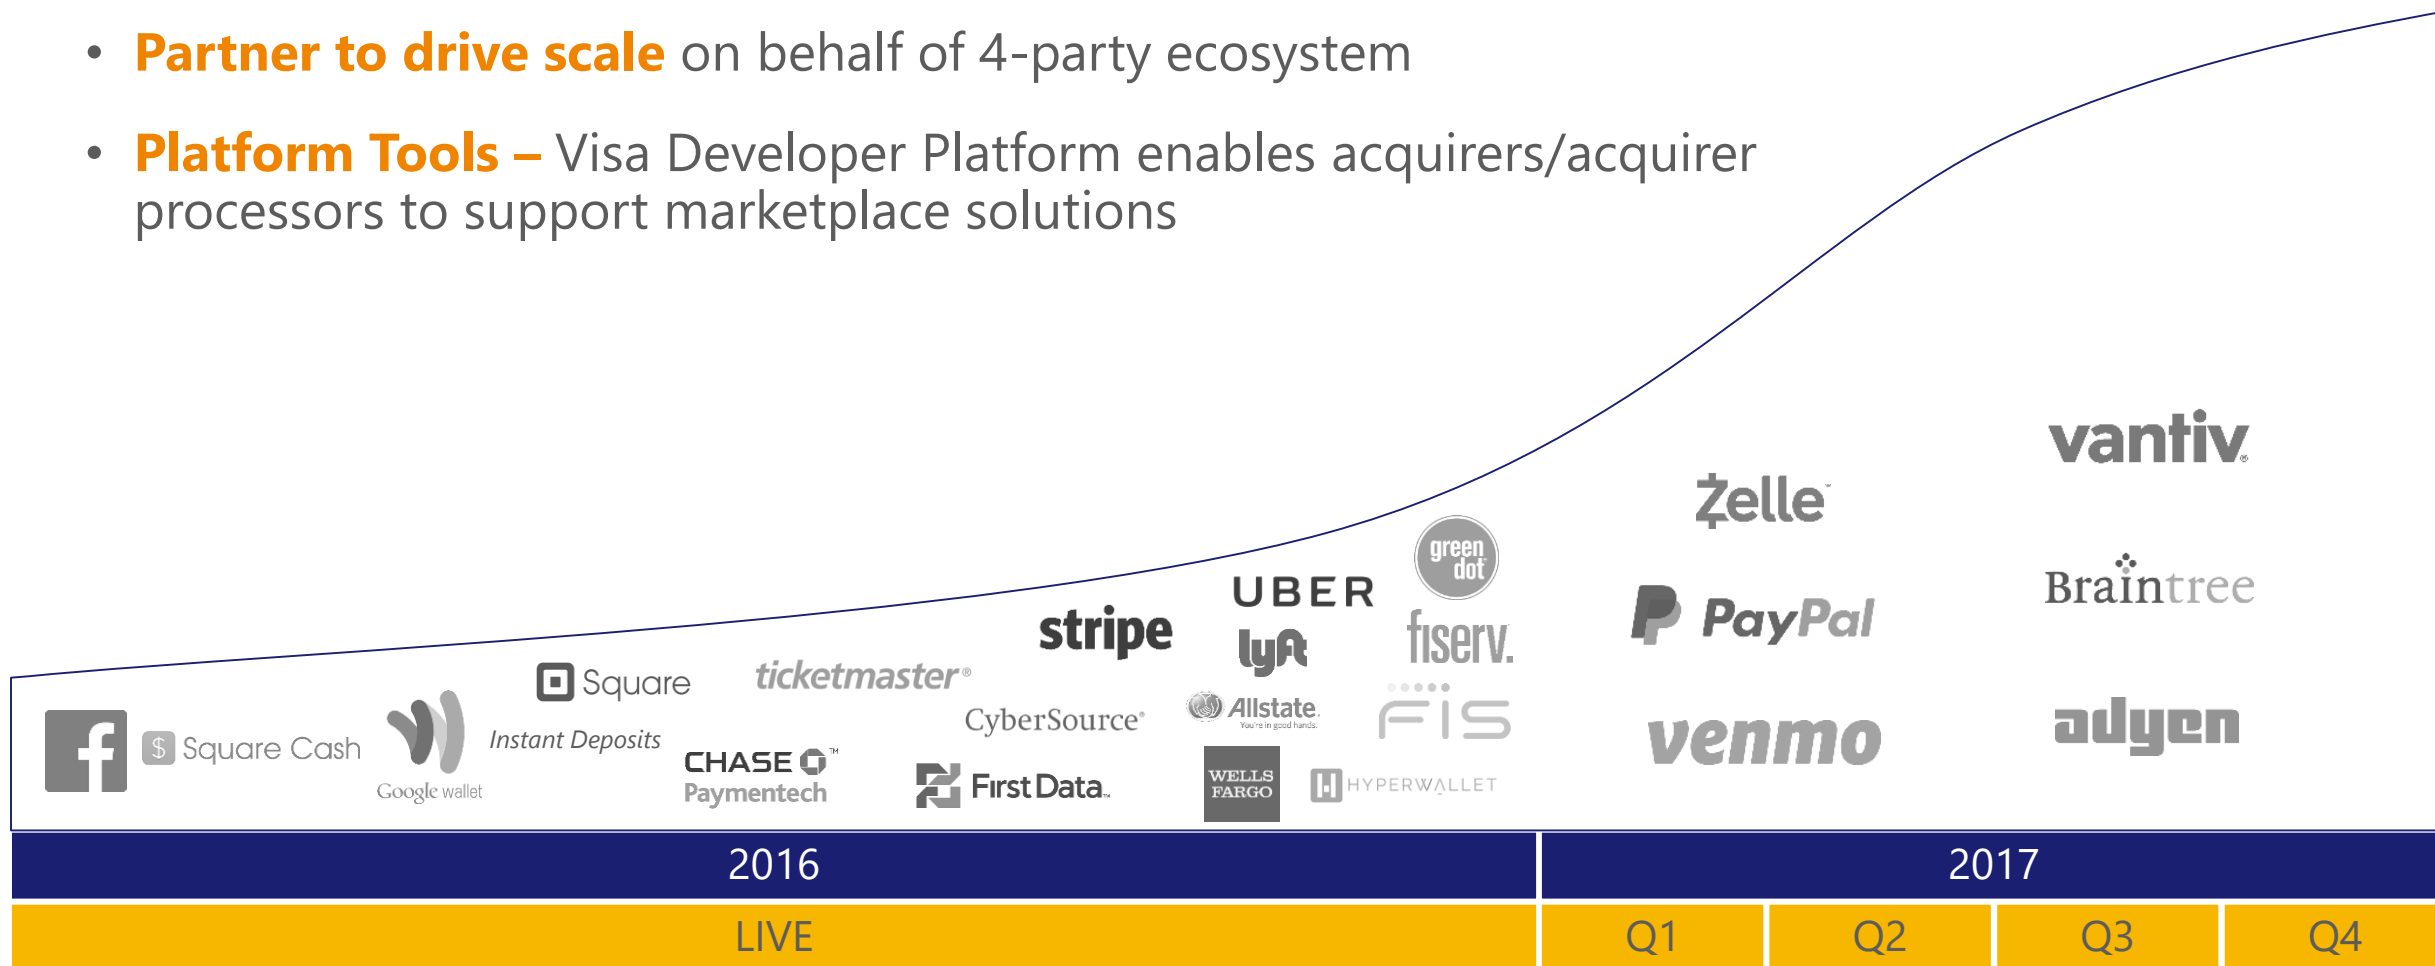 • Partner to drive scale on behalf of 4-party ecosystem
• Platform Tools – Visa Developer Platform enables acquirers/acquirer
processors to support marketplace solutions
f
$ Square Cash
Google wallet
Square
Instant Deposits
ticketmaster®
CHASE ™
Paymentech
CyberSource®
First Data™
stripe
UBER
lyft
Allstate.
You're in good hands.
WELLS
FARGO
green
dot
fiserv.
FIS
HYPERWALLET
Zelle™
PayPal
venmo
vantiv®
Braintree
adyen
2016
2017
LIVE
Q1
Q2
Q3
Q4